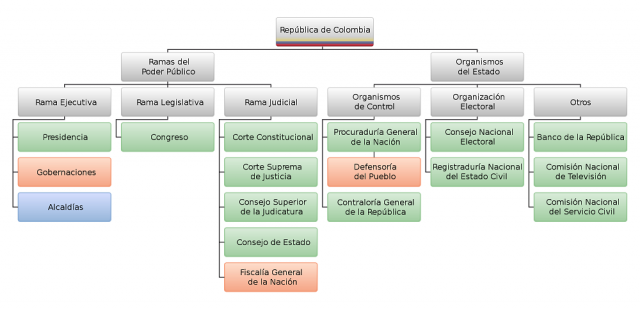 República de Colombia
Ramas del
Poder Público
Organismos
del Estado
Rama Ejecutiva
Rama Legislativa
Rama Judicial
Organismos
de Control
Organización
Electoral
Otros
Presidencia
Gobernaciones
Alcaldías
Congreso
Corte Constitucional
Corte Suprema
de Justicia
Consejo Superior
de la Judicatura
Consejo de Estado
Fiscalía General
de la Nación
Procuraduría General
de la Nación
Defensoría
del Pueblo
Contraloría General
de la República
Consejo Nacional
Electoral
Registraduría Nacional
del Estado Civil
Banco de la República
Comisión Nacional
de Televisión
Comisión Nacional
del Servicio Civil